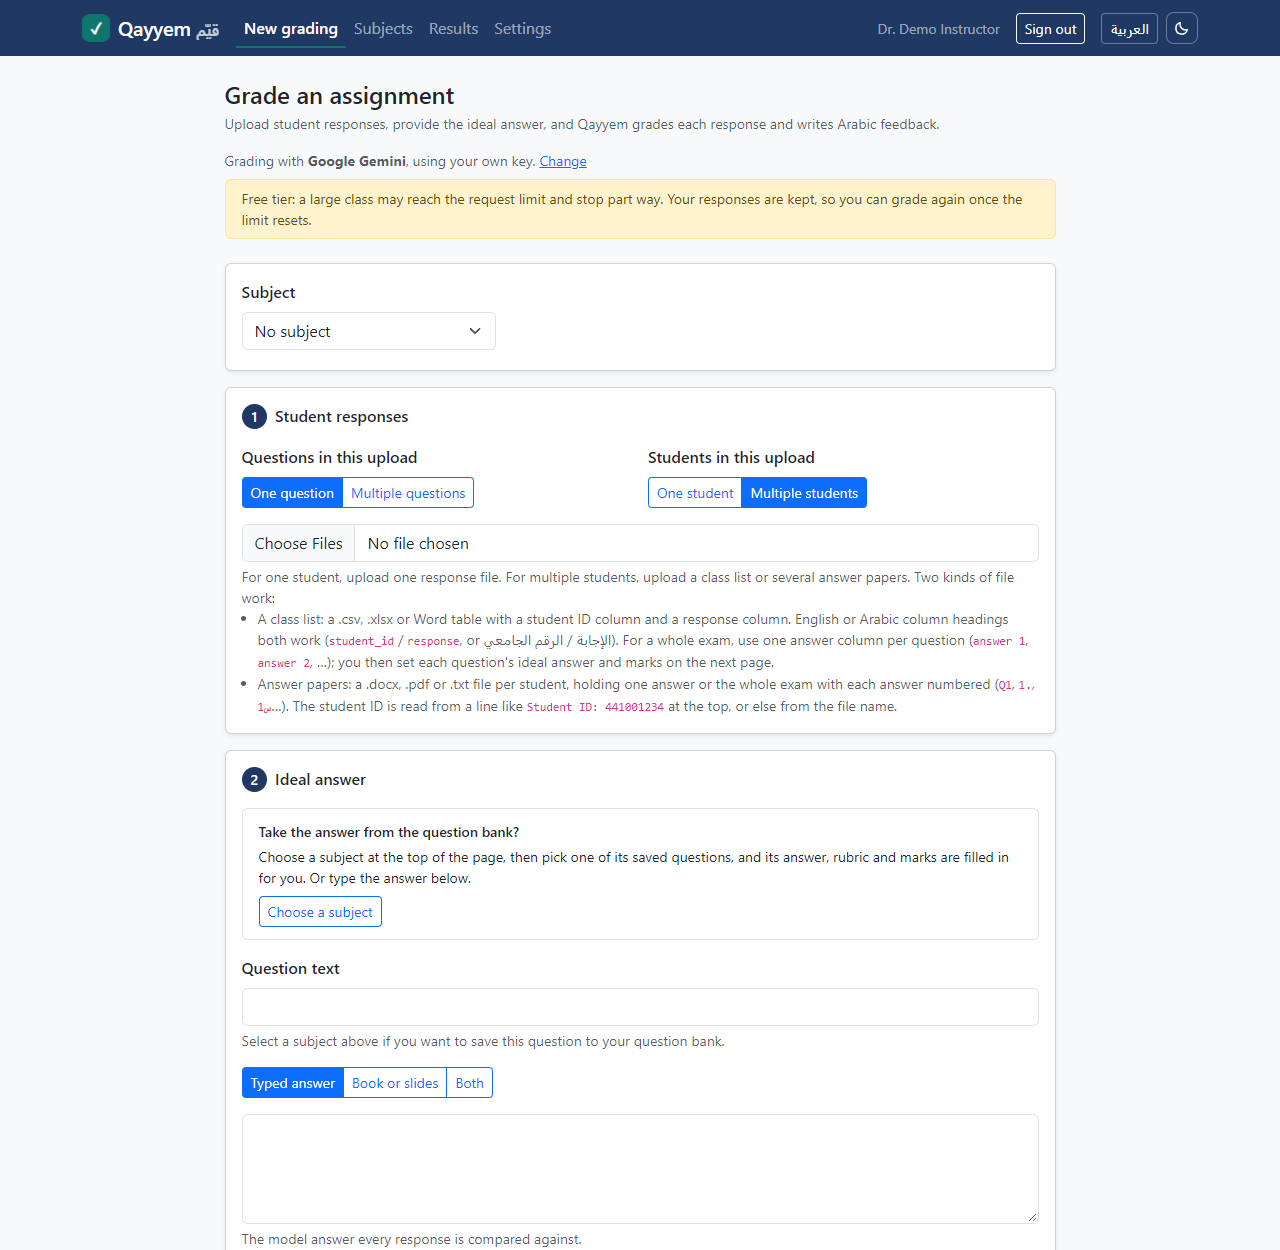 ✓ Qayyem قيّم New grading Subjects Results Settings Dr. Demo Instructor Sign out العربية
Grade an assignment
Upload student responses, provide the ideal answer, and Qayyem grades each response and writes Arabic feedback.
Grading with Google Gemini, using your own key. Change
Free tier: a large class may reach the request limit and stop part way. Your responses are kept, so you can grade again once the
limit resets.
Subject
No subject
1 Student responses
Questions in this upload Students in this upload
One question Multiple questions One student Multiple students
Choose Files No file chosen
For one student, upload one response file. For multiple students, upload a class list or several answer papers. Two kinds of file
work:
• A class list: a .csv, .xlsx or Word table with a student ID column and a response column. English or Arabic column headings
both work (student_id / response, or الرقم الجامعي / الإجابة). For a whole exam, use one answer column per question (answer 1,
answer 2, …); you then set each question's ideal answer and marks on the next page.
• Answer papers: a .docx, .pdf or .txt file per student, holding one answer or the whole exam with each answer numbered (Q1, 1.,
س1…). The student ID is read from a line like Student ID: 441001234 at the top, or else from the file name.
2 Ideal answer
Take the answer from the question bank?
Choose a subject at the top of the page, then pick one of its saved questions, and its answer, rubric and marks are filled in
for you. Or type the answer below.
Choose a subject
Question text
Select a subject above if you want to save this question to your question bank.
Typed answer Book or slides Both
The model answer every response is compared against.